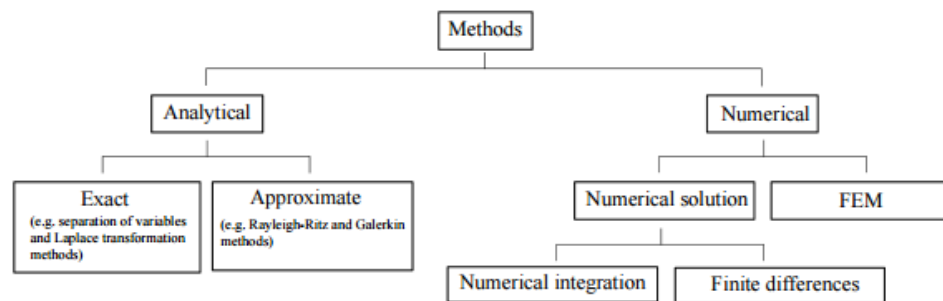 Methods
Analytical
Numerical
Exact
(e.g. separation of variables
and Laplace transformation
methods)
Approximate
(e.g. Rayleigh-Ritz and Galerkin
methods)
Numerical solution
FEM
Numerical integration
Finite differences